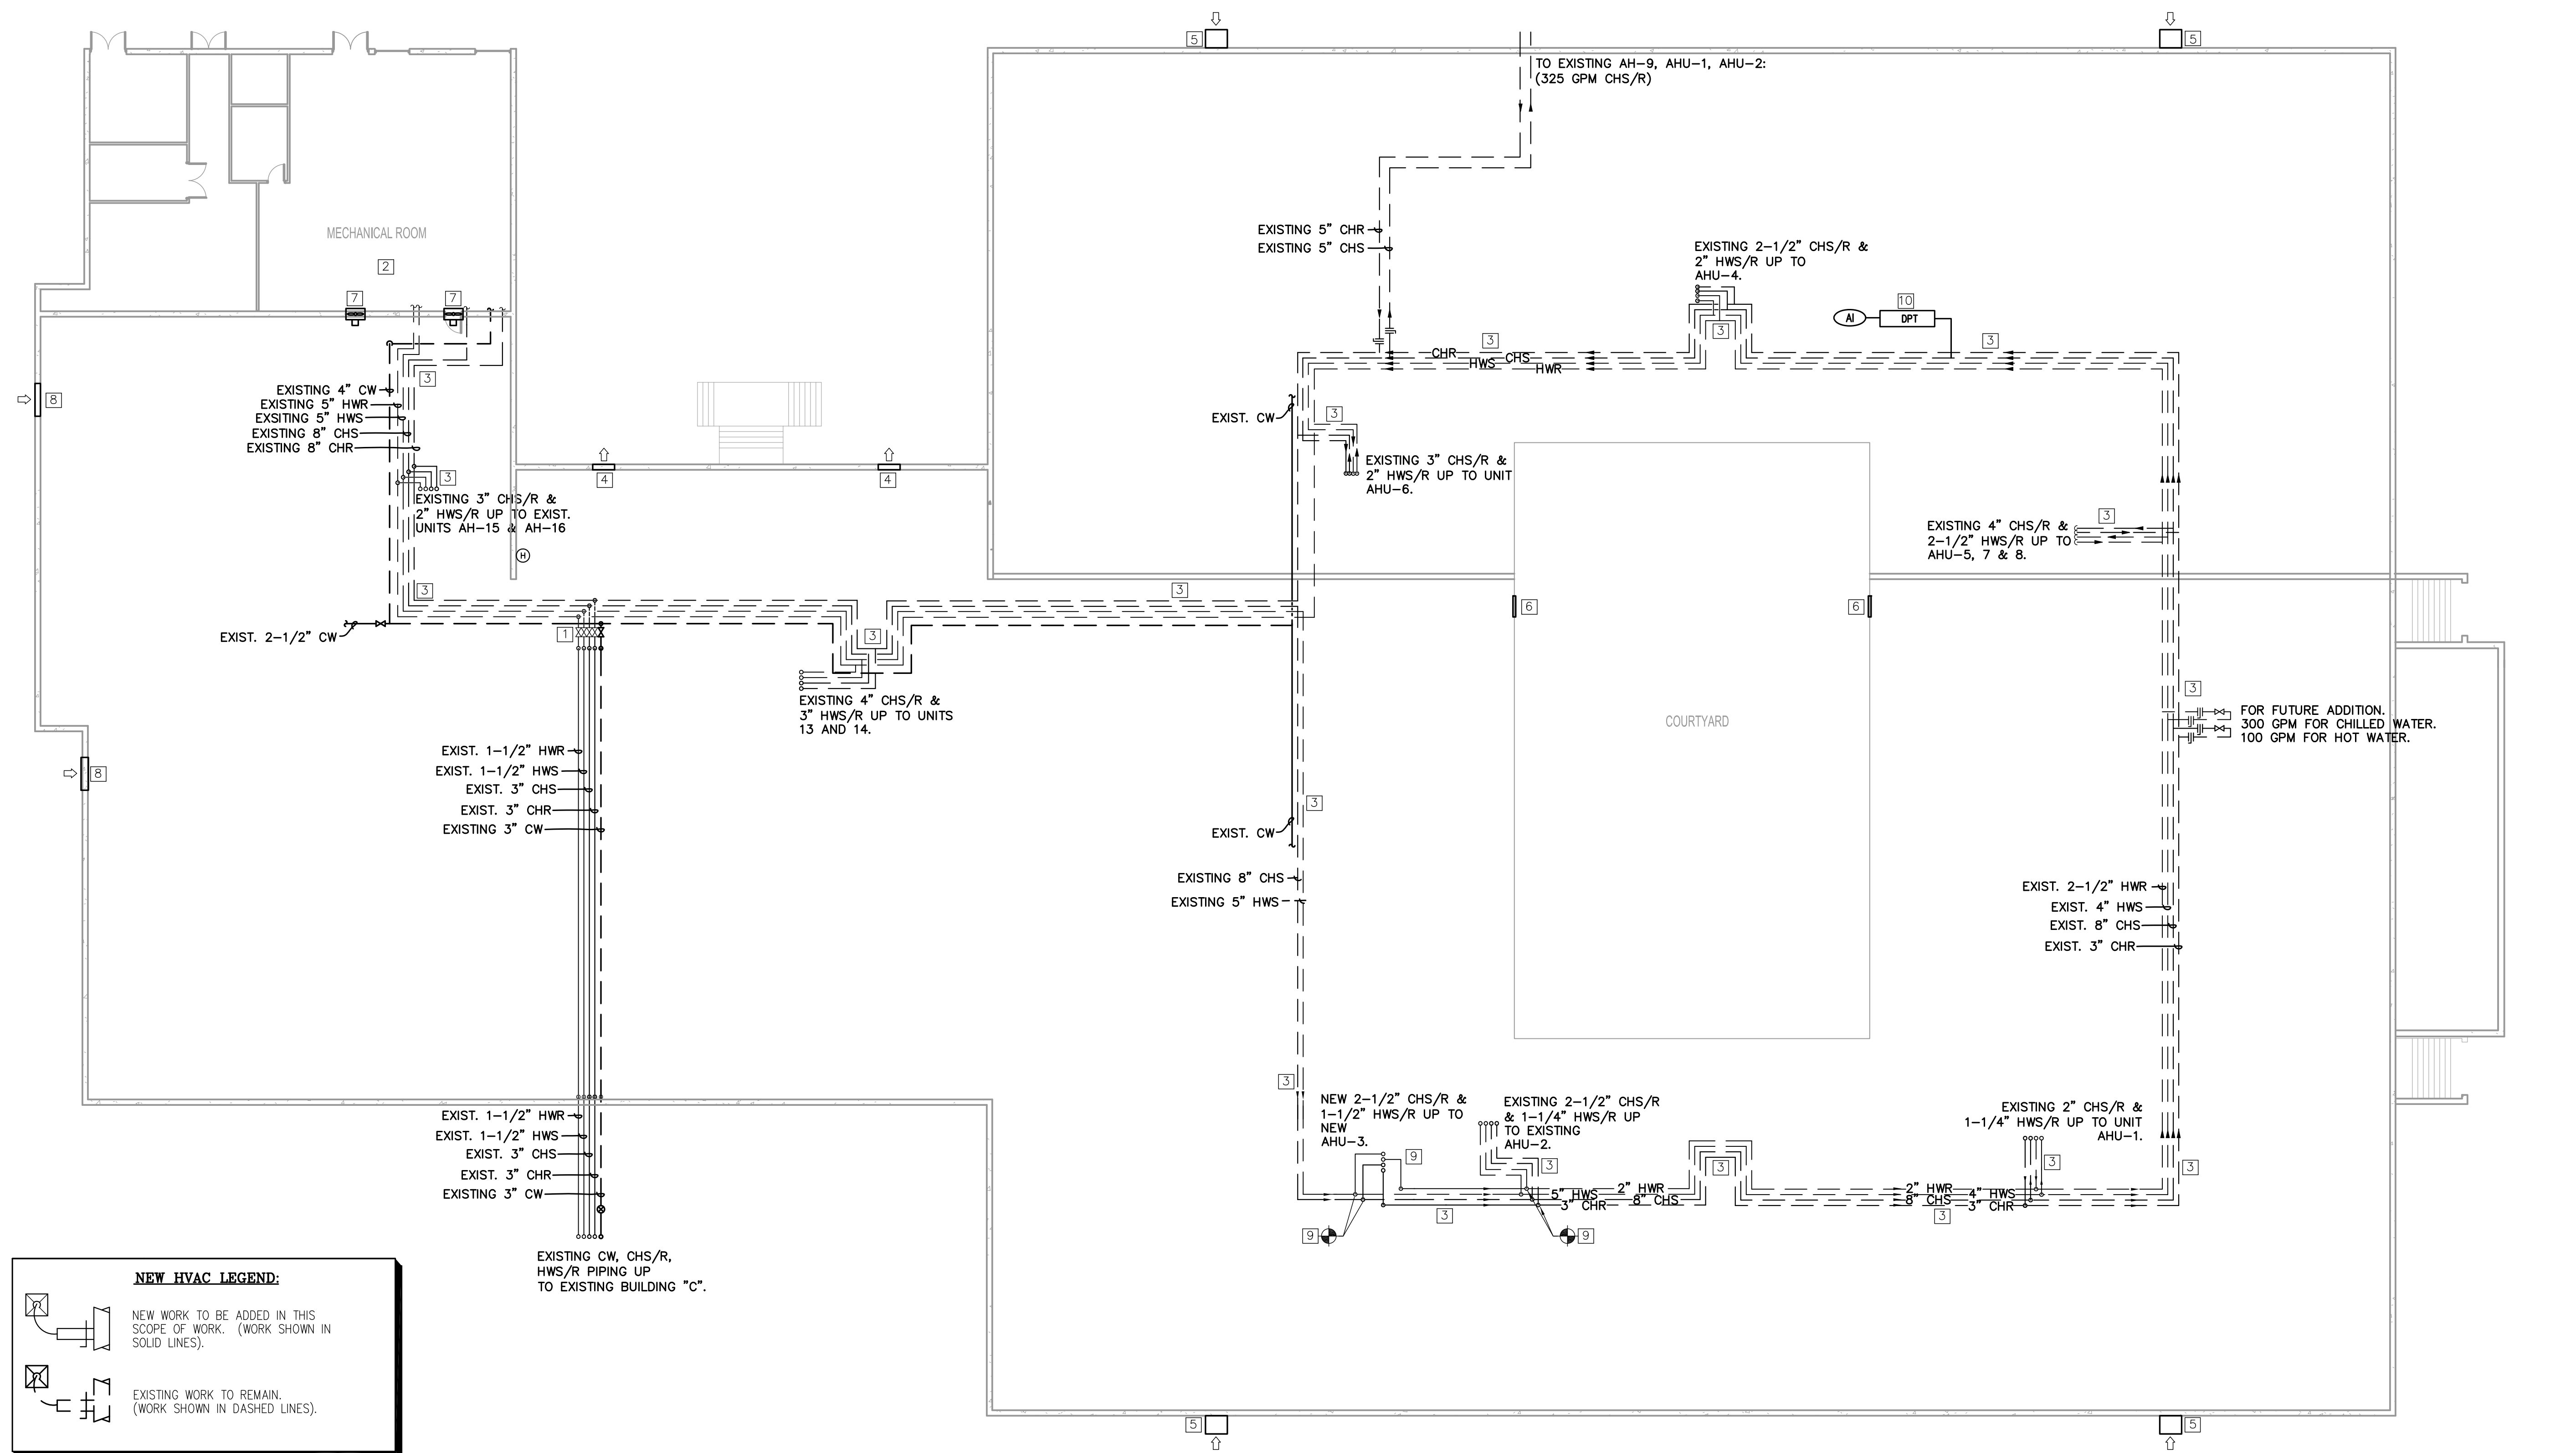 5
5
TO EXISTING AH-9, AHU-1, AHU-2:
(325 GPM CHS/R)
MECHANICAL ROOM
2
7
7
EXISTING 5" CHR
EXISTING 5" CHS
EXISTING 2-1/2" CHS/R &
2" HWS/R UP TO
AHU-4.
3
10
AI
DPT
3
3
CHR
HWS
CHS
HWR
3
8
EXISTING 4" CW
EXISTING 5" HWR
EXSITING 5" HWS
EXISTING 8" CHS
EXISTING 8" CHR
3
EXISTING 3" CHS/R &
2" HWS/R UP TO EXIST.
UNITS AH-15 & AH-16
H
4
4
EXIST. CW
3
EXISTING 3" CHS/R &
2" HWS/R UP TO UNIT
AHU-6.
3
EXISTING 4" CHS/R &
2-1/2" HWS/R UP TO
AHU-5, 7 & 8.
3
3
6
6
EXIST. 2-1/2" CW
1
3
EXISTING 4" CHS/R &
3" HWS/R UP TO UNITS
13 AND 14.
COURTYARD
3
FOR FUTURE ADDITION.
300 GPM FOR CHILLED WATER.
100 GPM FOR HOT WATER.
8
EXIST. 1-1/2" HWR
EXIST. 1-1/2" HWS
EXIST. 3" CHS
EXIST. 3" CHR
EXISTING 3" CW
3
EXIST. CW
EXISTING 8" CHS
EXISTING 5" HWS
EXIST. 2-1/2" HWR
EXIST. 4" HWS
EXIST. 8" CHS
EXIST. 3" CHR
3
NEW 2-1/2" CHS/R &
1-1/2" HWS/R UP TO
NEW
AHU-3.
EXISTING 2-1/2" CHS/R
& 1-1/4" HWS/R UP
TO EXISTING
AHU-2.
EXISTING 2" CHS/R &
1-1/4" HWS/R UP TO UNIT
AHU-1.
EXIST. 1-1/2" HWR
EXIST. 1-1/2" HWS
EXIST. 3" CHS
EXIST. 3" CHR
EXISTING 3" CW
9
3
3
3
3
5" HWS
2" HWR
3" CHR
8" CHS
2" HWR
8" CHS
4" HWS
3" CHR
3
3
9
9
EXISTING CW, CHS/R,
HWS/R PIPING UP
TO EXISTING BUILDING "C".
NEW HVAC LEGEND:
NEW WORK TO BE ADDED IN THIS
SCOPE OF WORK. (WORK SHOWN IN
SOLID LINES).
EXISTING WORK TO REMAIN.
(WORK SHOWN IN DASHED LINES).
5
5